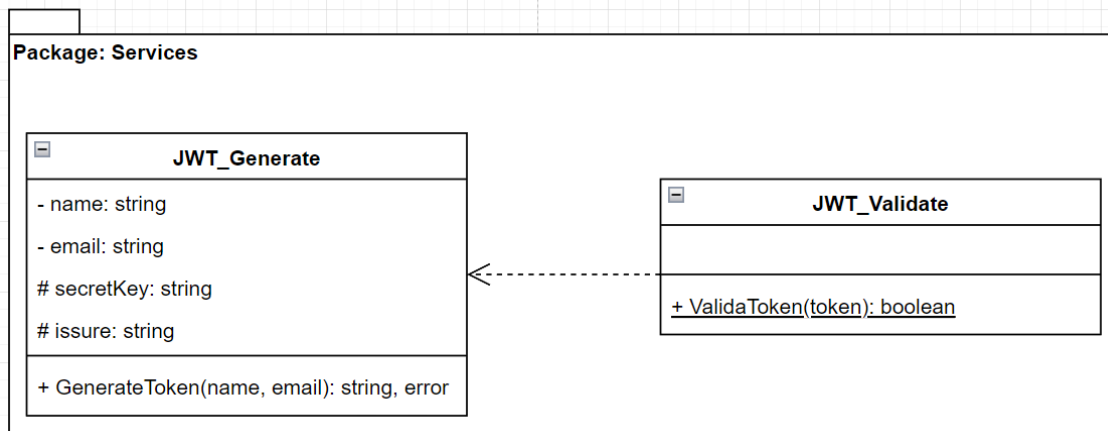 Package: Services
JWT_Generate
- name: string
- email: string
# secretKey: string
# issure: string
+ GenerateToken(name, email): string, error
JWT_Validate
+ ValidaToken(token): boolean